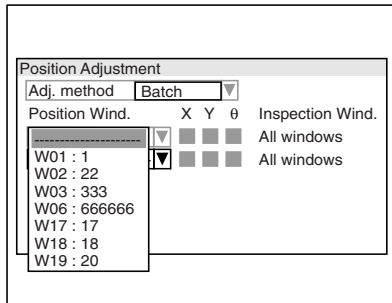 Position Adjustment
Adj. method Batch
Position Wind. X Y θ Inspection Wind.
--------------------- All windows
W01 : 1 All windows
W02 : 22
W03 : 333
W06 : 666666
W17 : 17
W18 : 18
W19 : 20